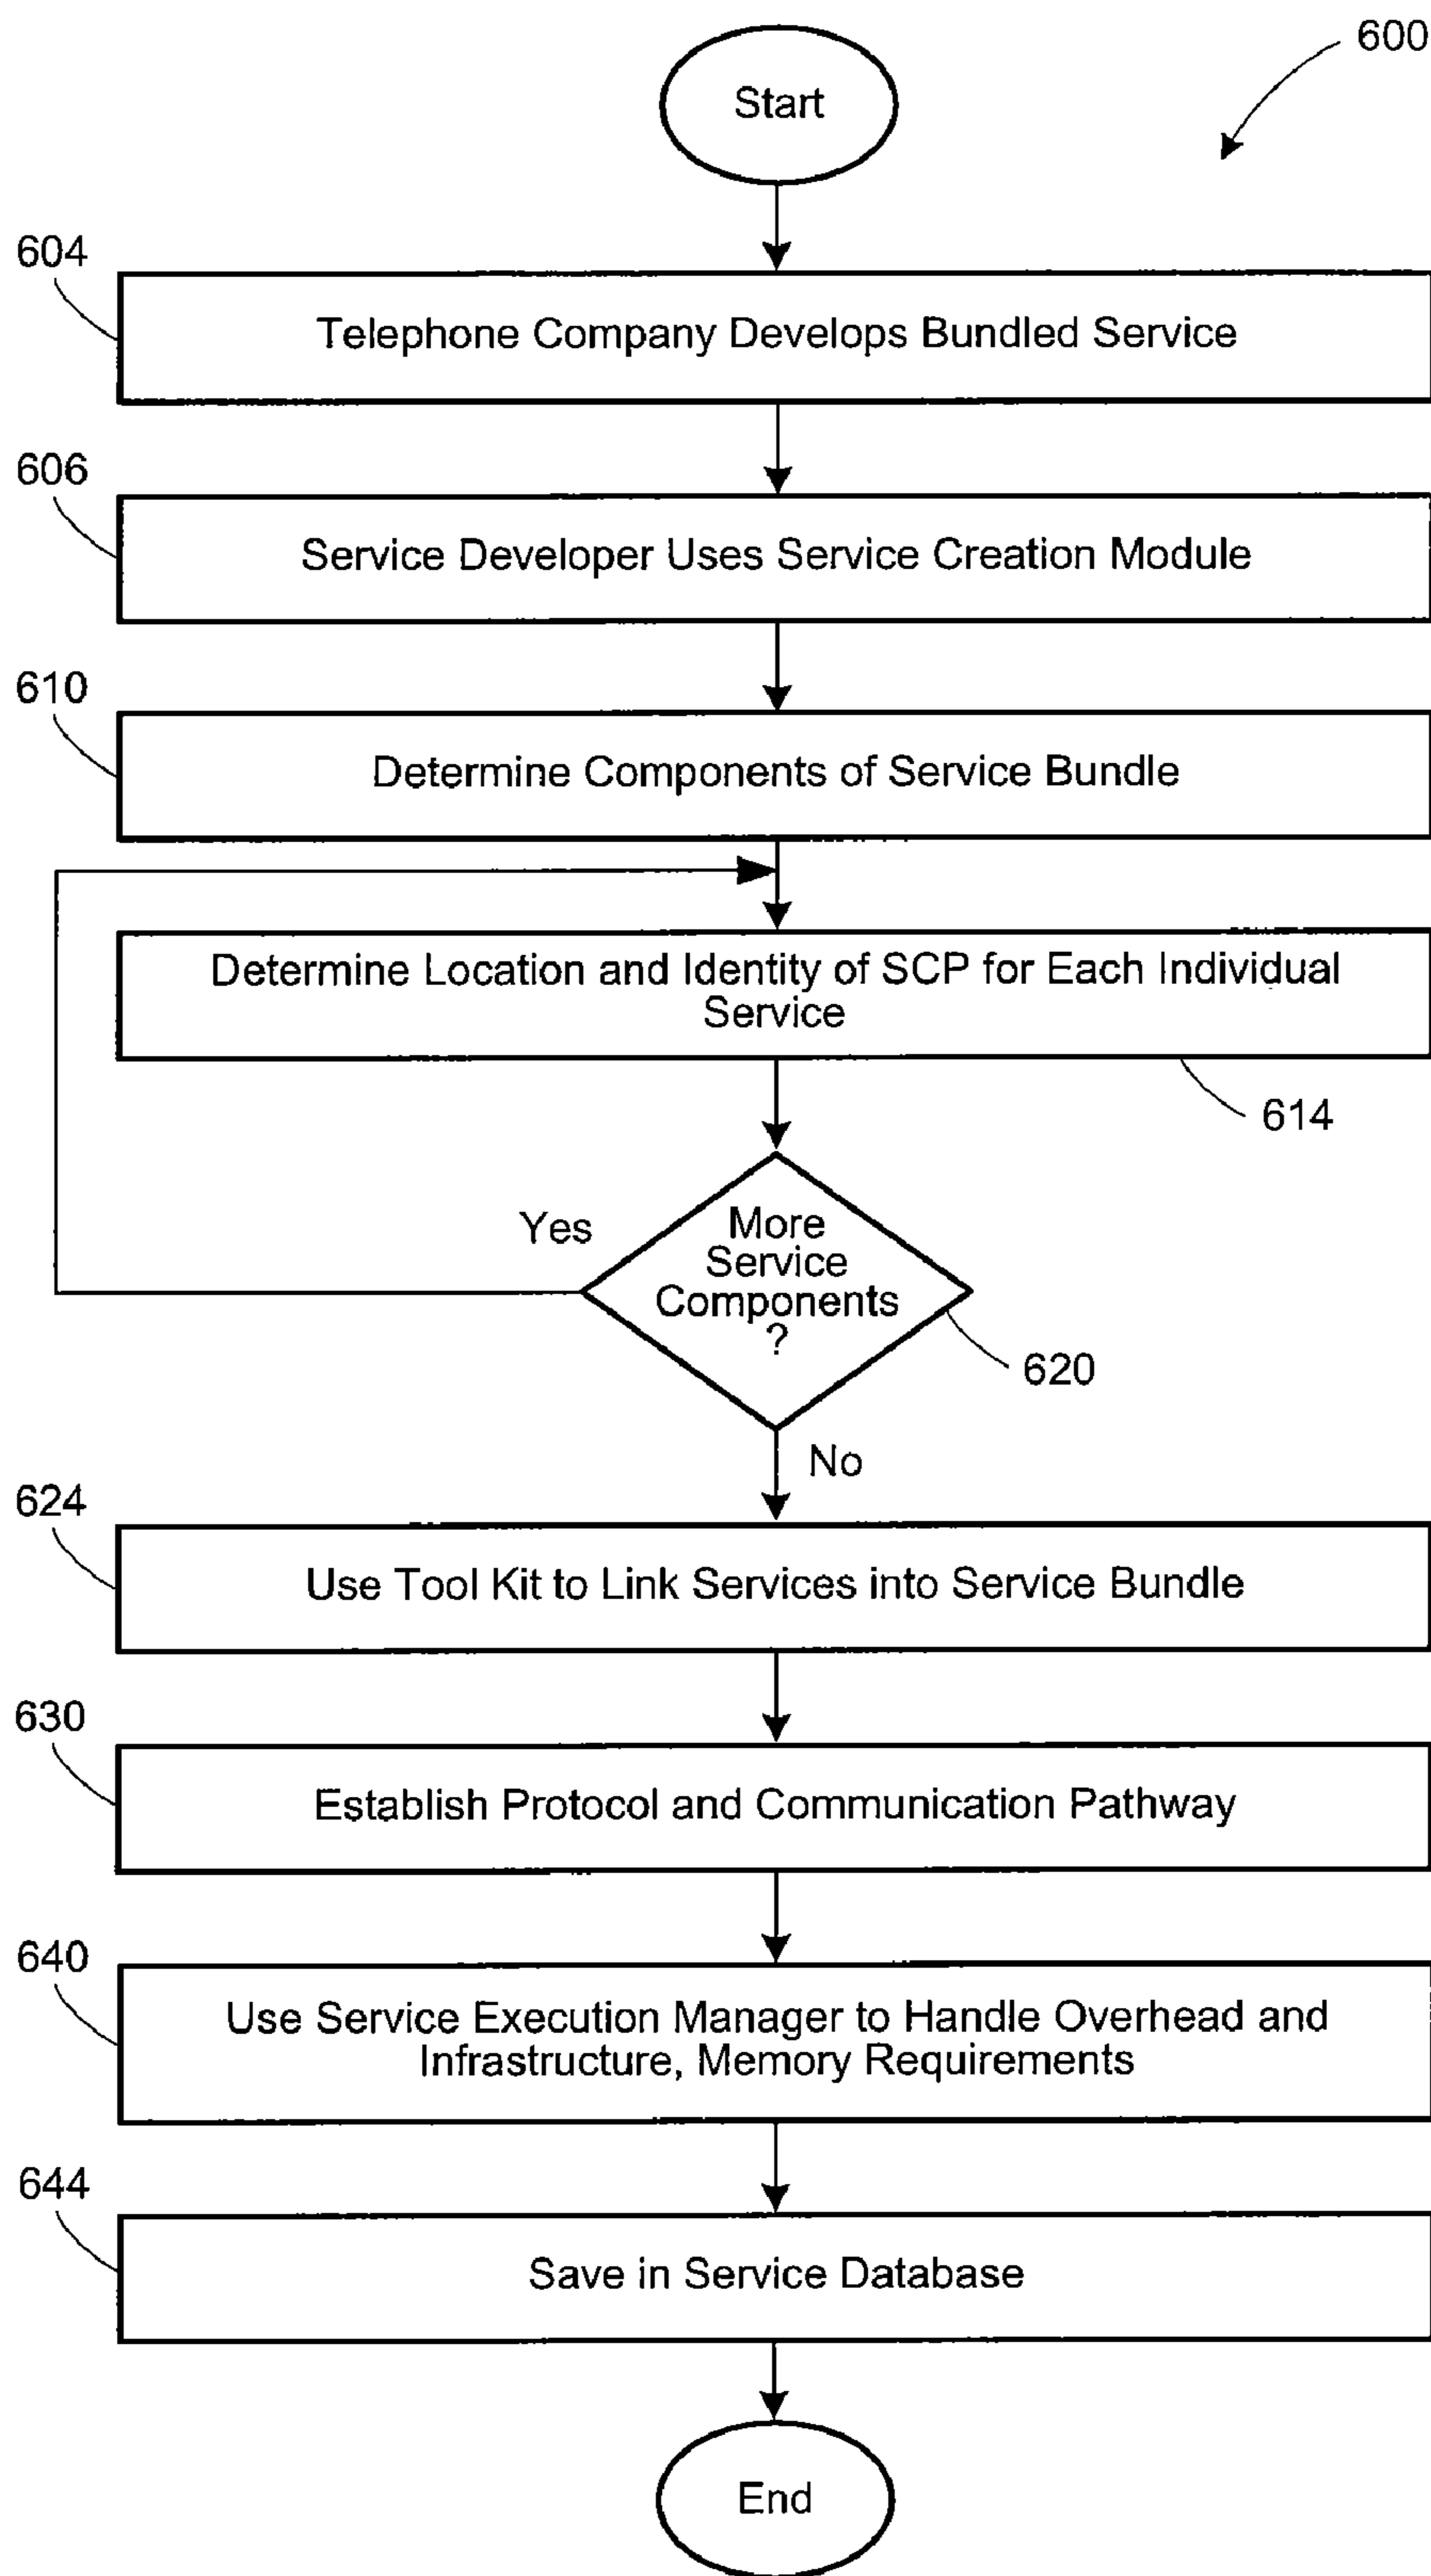 600
Start
604
Telephone Company Develops Bundled Service
606
Service Developer Uses Service Creation Module
610
Determine Components of Service Bundle
Determine Location and Identity of SCP for Each Individual
Service
614
Yes
More
Service
Components
?
620
No
624
Use Tool Kit to Link Services into Service Bundle
630
Establish Protocol and Communication Pathway
640
Use Service Execution Manager to Handle Overhead and
Infrastructure, Memory Requirements
644
Save in Service Database
End